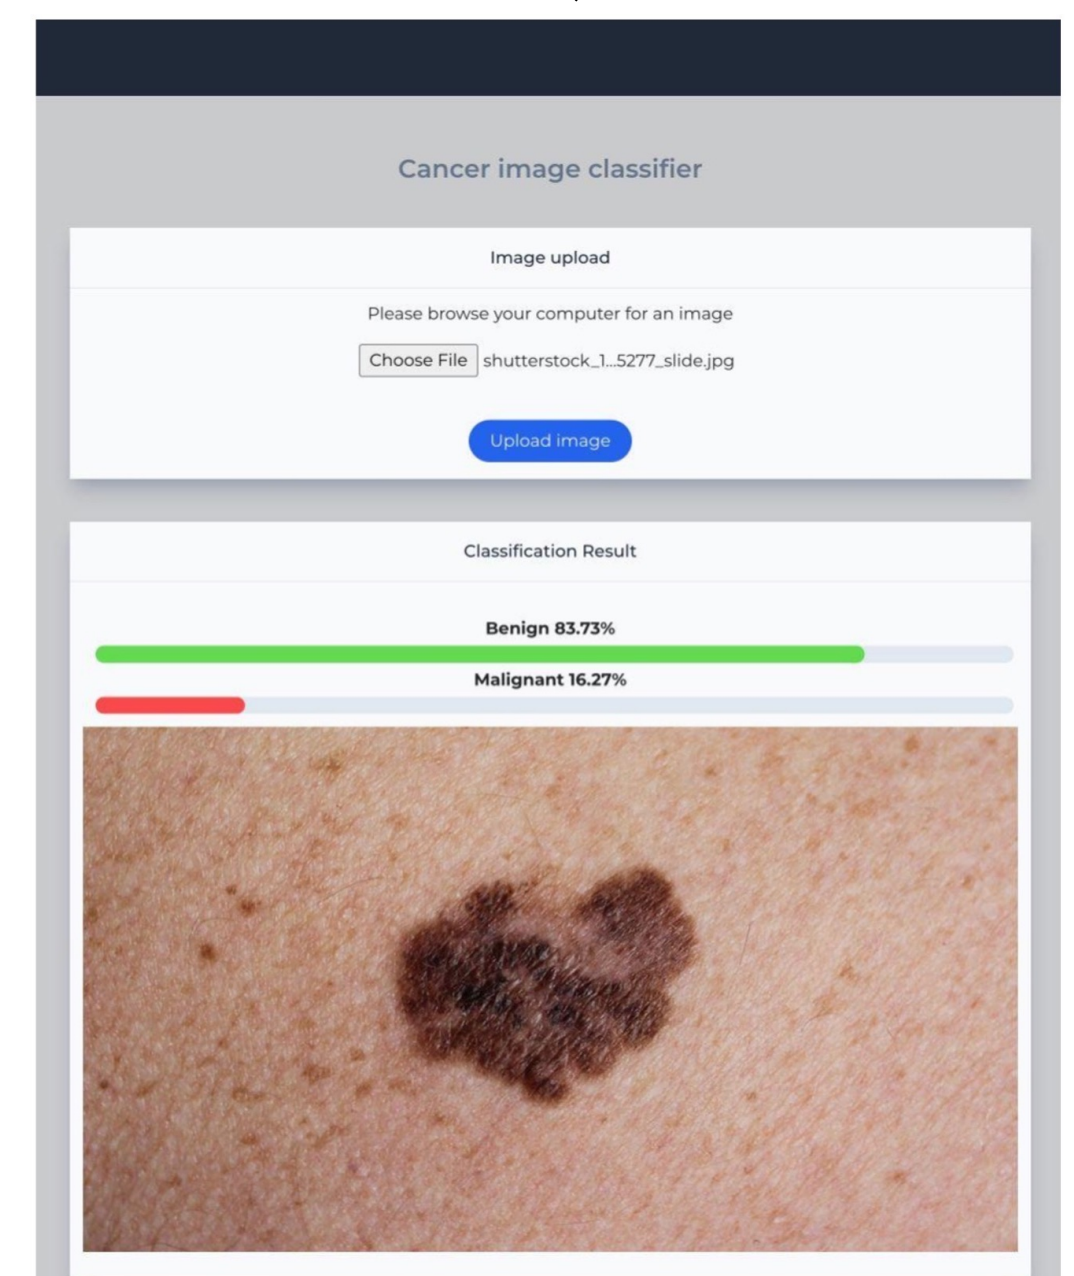 Cancer image classifier
Image upload
Please browse your computer for an image
Choose File shutterstock_1...5277_slide.jpg
Upload image
Classification Result
Benign 83.73%
Malignant 16.27%